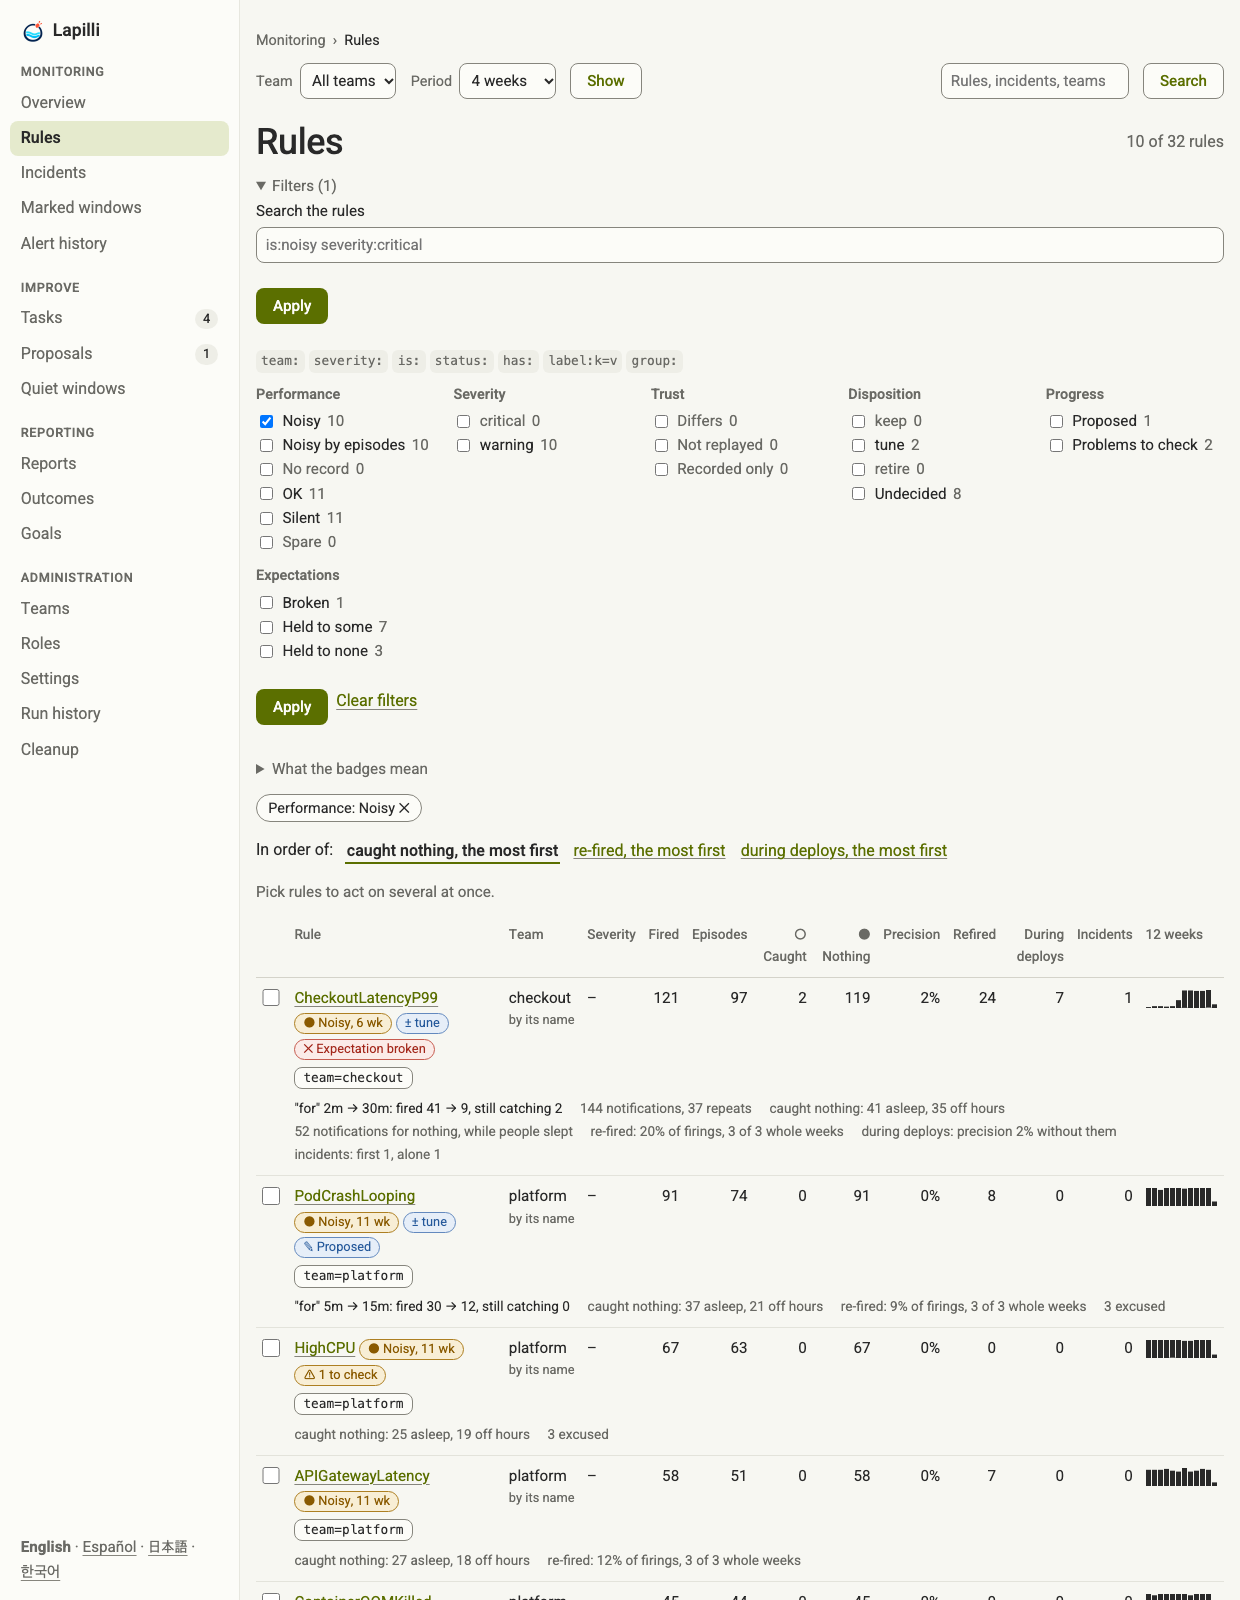 Lapilli
MONITORING
Overview
Rules
Incidents
Marked windows
Alert history
IMPROVE
Tasks 4
Proposals 1
Quiet windows
REPORTING
Reports
Outcomes
Goals
ADMINISTRATION
Teams
Roles
Settings
Run history
Cleanup
English · Español · 日本語 ·
한국어
Monitoring › Rules
Team All teams Period 4 weeks Show Rules, incidents, teams Search
Rules 10 of 32 rules
▼ Filters (1)
Search the rules
is:noisy severity:critical
Apply
team: severity: is: status: has: label:k=v group:
Performance
Noisy 10
Noisy by episodes 10
No record 0
OK 11
Silent 11
Spare 0
Severity
critical 0
warning 10
Trust
Differs 0
Not replayed 0
Recorded only 0
Disposition
keep 0
tune 2
retire 0
Undecided 8
Progress
Proposed 1
Problems to check 2
Expectations
Broken 1
Held to some 7
Held to none 3
Apply Clear filters
▶ What the badges mean
Performance: Noisy ✕
In order of: caught nothing, the most first re-fired, the most first during deploys, the most first
Pick rules to act on several at once.
Rule Team Severity Fired Episodes ○ Caught ● Nothing Precision Refired During deploys Incidents 12 weeks
CheckoutLatencyP99 checkout – 121 97 2 119 2% 24 7 1
● Noisy, 6 wk ± tune by its name
✕ Expectation broken
team=checkout
"for" 2m → 30m: fired 41 → 9, still catching 2 144 notifications, 37 repeats caught nothing: 41 asleep, 35 off hours
52 notifications for nothing, while people slept re-fired: 20% of firings, 3 of 3 whole weeks during deploys: precision 2% without them
incidents: first 1, alone 1
PodCrashLooping platform – 91 74 0 91 0% 8 0 0
● Noisy, 11 wk ± tune by its name
✎ Proposed
team=platform
"for" 5m → 15m: fired 30 → 12, still catching 0 caught nothing: 37 asleep, 21 off hours re-fired: 9% of firings, 3 of 3 whole weeks 3 excused
HighCPU ● Noisy, 11 wk platform – 67 63 0 67 0% 0 0 0
⚠ 1 to check by its name
team=platform
caught nothing: 25 asleep, 19 off hours 3 excused
APIGatewayLatency platform – 58 51 0 58 0% 7 0 0
● Noisy, 11 wk by its name
team=platform
caught nothing: 27 asleep, 18 off hours re-fired: 12% of firings, 3 of 3 whole weeks